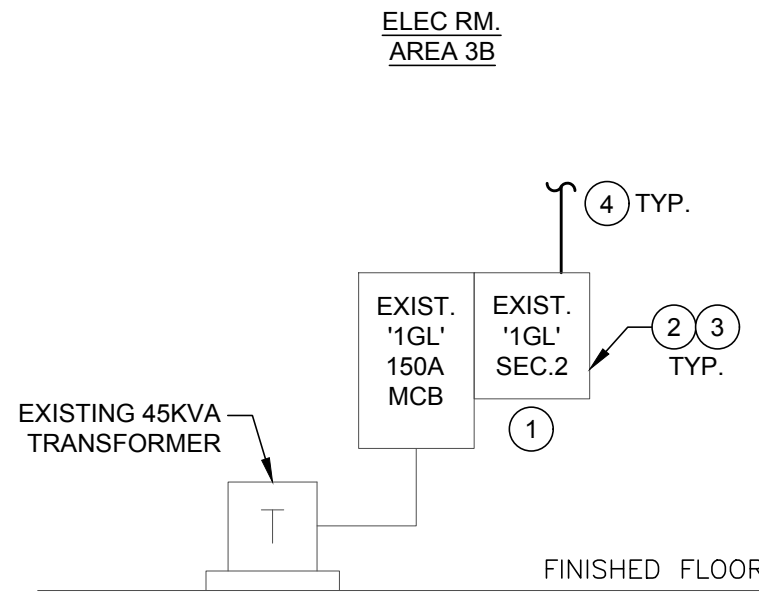 ELEC RM.
AREA 3B
4 TYP.
EXIST.
'1GL'
150A
MCB
EXIST.
'1GL'
SEC.2
2 3
TYP.
1
EXISTING 45KVA
TRANSFORMER
T
FINISHED FLOOR